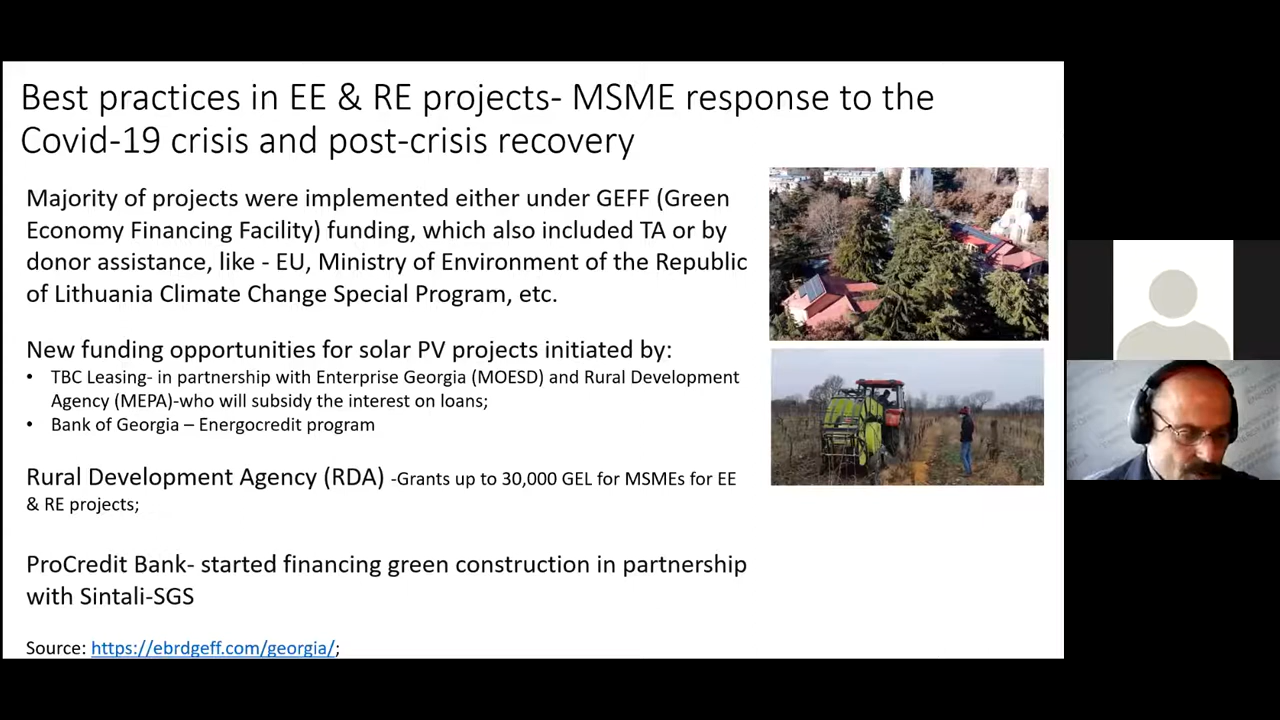 Best practices in EE & RE projects- MSME response to the
Covid-19 crisis and post-crisis recovery
Majority of projects were implemented either under GEFF (Green
Economy Financing Facility) funding, which also included TA or by
donor assistance, like - EU, Ministry of Environment of the Republic
of Lithuania Climate Change Special Program, etc.
New funding opportunities for solar PV projects initiated by:
• TBC Leasing- in partnership with Enterprise Georgia (MOESD) and Rural Development
Agency (MEPA)-who will subsidy the interest on loans;
• Bank of Georgia – Energocredit program
Rural Development Agency (RDA) -Grants up to 30,000 GEL for MSMEs for EE
& RE projects;
ProCredit Bank- started financing green construction in partnership
with Sintali-SGS
Source: https://ebrdgeff.com/georgia/;